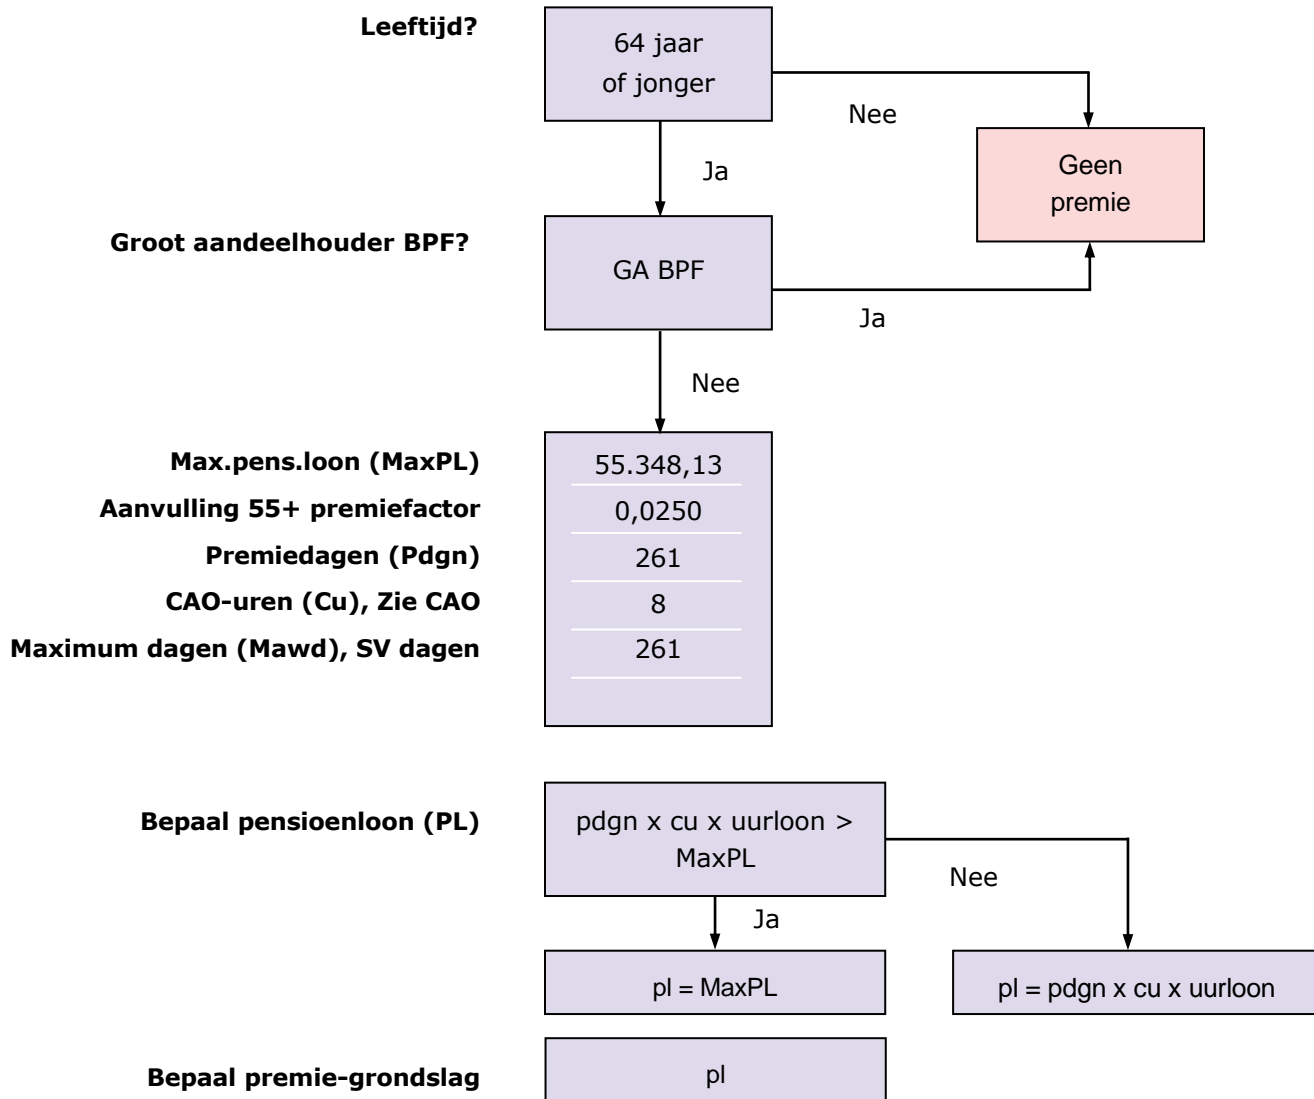 Leeftijd?
64 jaar
of jonger
Nee
Geen
premie
Ja
Groot aandeelhouder BPF?
GA BPF
Ja
Nee
Max.pens.loon (MaxPL)
55.348,13
Aanvulling 55+ premiefactor
0,0250
Premiedagen (Pdgn)
261
CAO-uren (Cu), Zie CAO
8
Maximum dagen (Mawd), SV dagen
261
Bepaal pensioenloon (PL)
pdgn x cu x uurloon >
MaxPL
Nee
Ja
pl = MaxPL
pl = pdgn x cu x uurloon
Bepaal premie-grondslag
pl